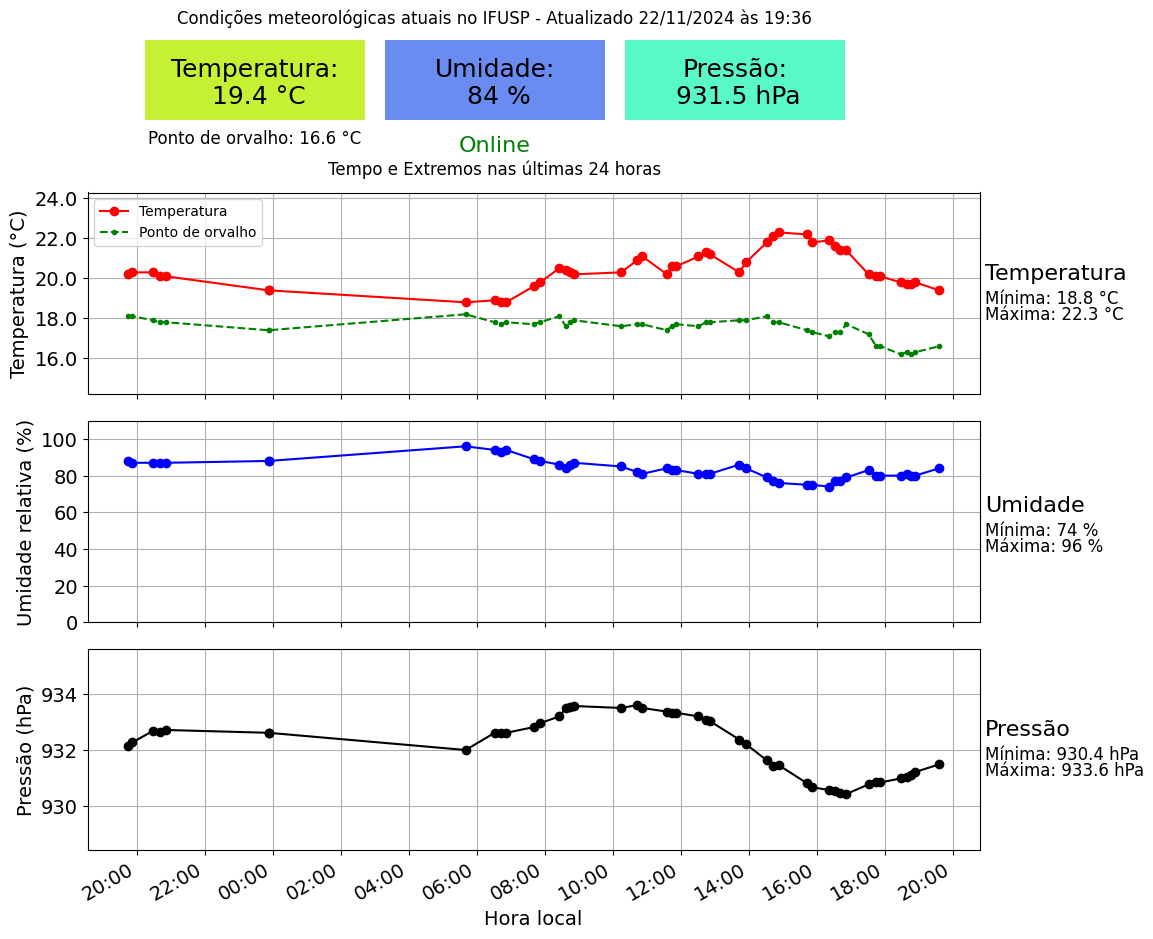 Condições meteorológicas atuais no IFUSP - Atualizado 22/11/2024 às 19:36
Temperatura:
19.4 °C
Umidade:
84 %
Pressão:
931.5 hPa
Ponto de orvalho: 16.6 °C
Online
Tempo e Extremos nas últimas 24 horas
Temperatura (°C)
24.0
22.0
20.0
18.0
16.0
Temperatura
Ponto de orvalho
Temperatura
Mínima: 18.8 °C
Máxima: 22.3 °C
Umidade relativa (%)
100
80
60
40
20
0
Umidade
Mínima: 74 %
Máxima: 96 %
Pressão (hPa)
934
932
930
Pressão
Mínima: 930.4 hPa
Máxima: 933.6 hPa
20:00 22:00 00:00 02:00 04:00 06:00 08:00 10:00 12:00 14:00 16:00 18:00 20:00
Hora local